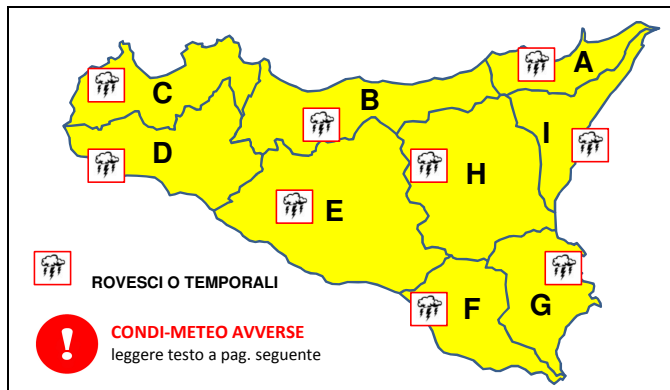 A
C
B
I
D
H
E
ROVESCI O TEMPORALI
F
G
!
CONDI-METEO AVVERSE
leggere testo a pag. seguente